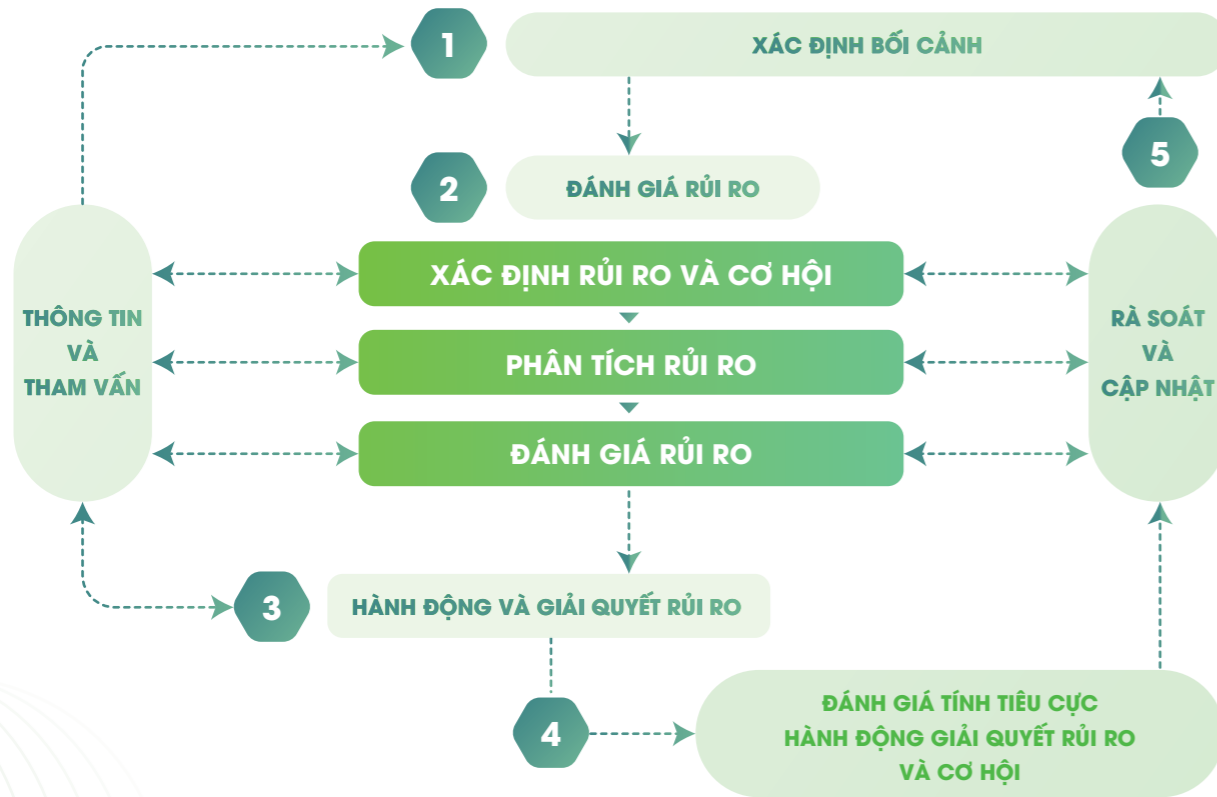 1
XÁC ĐỊNH BỐI CẢNH
5
2
ĐÁNH GIÁ RỦI RO
XÁC ĐỊNH RỦI RO VÀ CƠ HỘI
THÔNG TIN
VÀ
THAM VẤN
PHÂN TÍCH RỦI RO
RÀ SOÁT
VÀ
CẬP NHẬT
ĐÁNH GIÁ RỦI RO
3
HÀNH ĐỘNG VÀ GIẢI QUYẾT RỦI RO
4
ĐÁNH GIÁ TÍNH TIÊU CỰC
HÀNH ĐỘNG GIẢI QUYẾT RỦI RO
VÀ CƠ HỘI